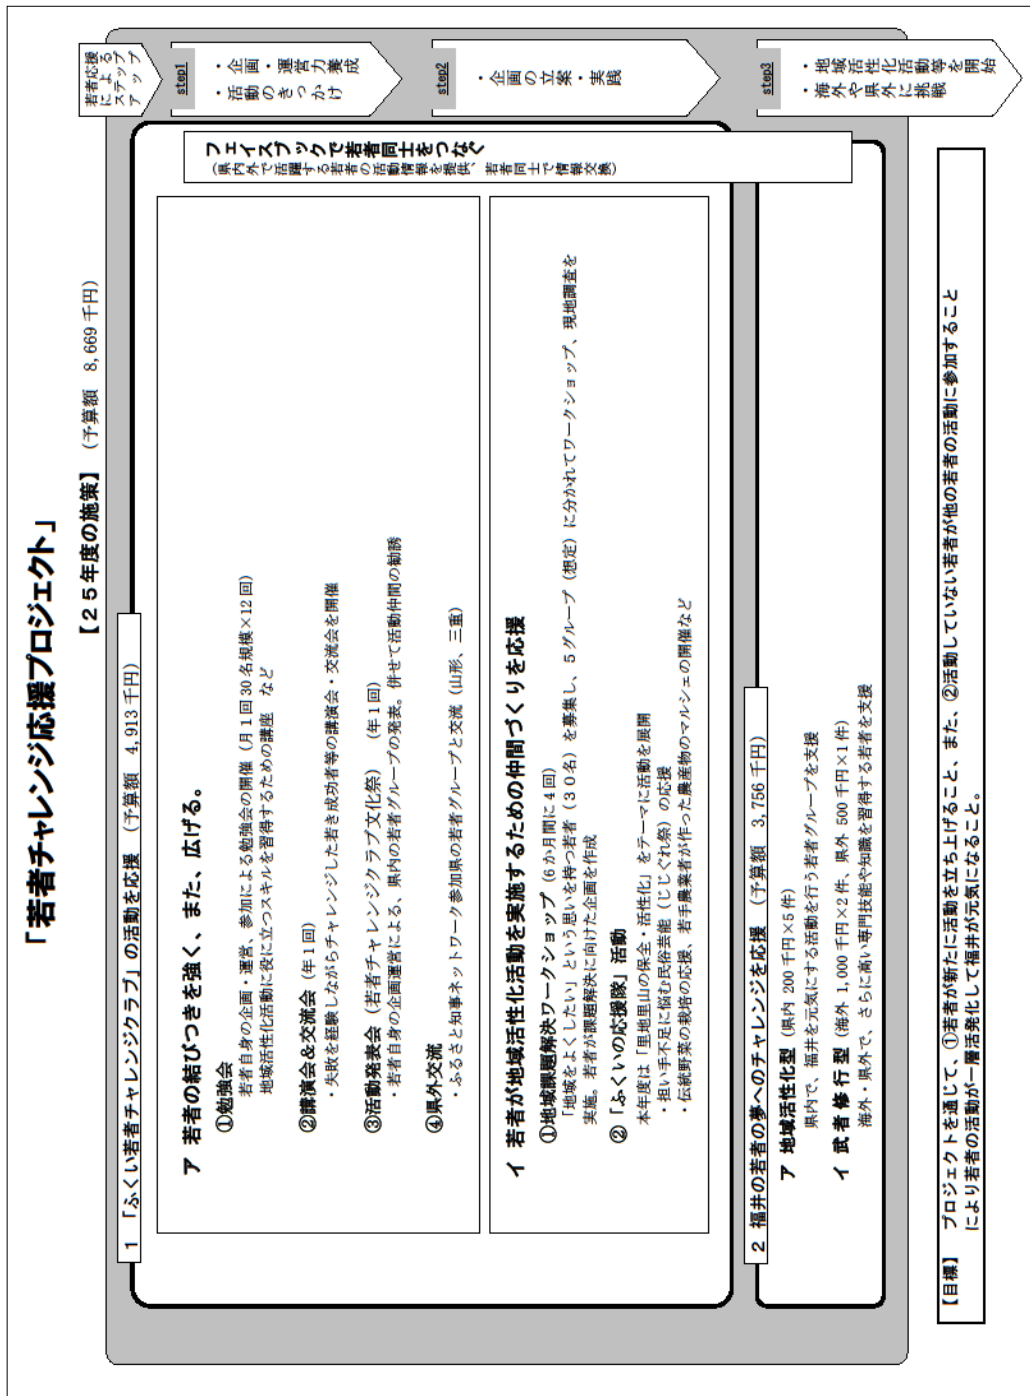 「若者チャレンジ応援プロジェクト」
【25年度の施策】（予算額 8,669千円）
1 「ふくい若者チャレンジクラブ」の活動を応援 （予算額 4,913千円）
ア 若者の結びつきを強く、また、広げる。
①勉強会
若者自身の企画・運営、参加による勉強会の開催（月1回30名規模×12回）
地域活性化活動に役に立つスキルを習得するための講座 など
②講演会&交流会（年1回）
・失敗を経験しながらチャレンジした若き成功者等の講演会・交流会を開催
③活動発表会（若者チャレンジクラブ文化祭）（年1回）
・若者自身の企画運営による、県内の若者グループの発表。併せて活動仲間の勧誘
④県外交流
・ふるさと知事ネットワーク参加県の若者グループと交流（山形、三重）
イ 若者が地域活性化活動を実施するための仲間づくりを応援
①地域課題解決ワークショップ（6か月間に4回）
「地域をよくしたい」という思いを持つ若者（30名）を募集し、5グループ（想定）に分かれてワークショップ、現地調査を
実施。若者が課題解決に向けた企画を作成
②「ふくいの応援隊」活動
本年度は「里地里山の保全・活性化」をテーマに活動を展開
・担い手不足に悩む民俗芸能（じじぐれ祭）の応援
・伝統野菜の栽培の応援、若手農業者が作った農産物のマルシェの開催など
フェイスブックで若者同士をつなぐ
（県内外で活躍する若者の活動情報を提供、若者同士で情報交換）
2 福井の若者の夢へのチャレンジを応援 （予算額 3,756千円）
ア 地域活性化型（県内 200千円×5件）
県内で、福井を元気にする活動を行う若者グループを支援
イ 武者修行型（海外 1,000千円×2件、県外 500千円×1件）
海外・県外で、さらに高い専門技能や知識を習得する若者を支援
若者応援
による
ステップ
アップ
step1
・企画・運営力養成
・活動のきっかけ
step2
・企画の立案・実践
step3
・地域活性化活動等を開始
・海外や県外に挑戦
【目標】 プロジェクトを通じて、①若者が新たに活動を立ち上げること、また、②活動していない若者が他の若者の活動に参加すること
により若者の活動が一層活発化して福井が元気になること。